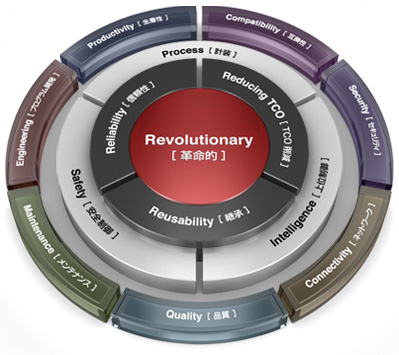 Productivity [ 生産性 ]
Compatibility [ 互換性 ]
Security [ セキュリティ ]
Connectivity [ ネットワーク ]
Quality [ 品質 ]
Maintenance [ メンテナンス ]
Engineering [ プログラム開発 ]
Process [ 計装 ]
Intelligence [ 上位制御 ]
Safety [ 安全制御 ]
Reliability [ 信頼性 ]
Reducing TCO [ TCO 削減 ]
Reusability [ 継承 ]
Revolutionary
[ 革命的 ]